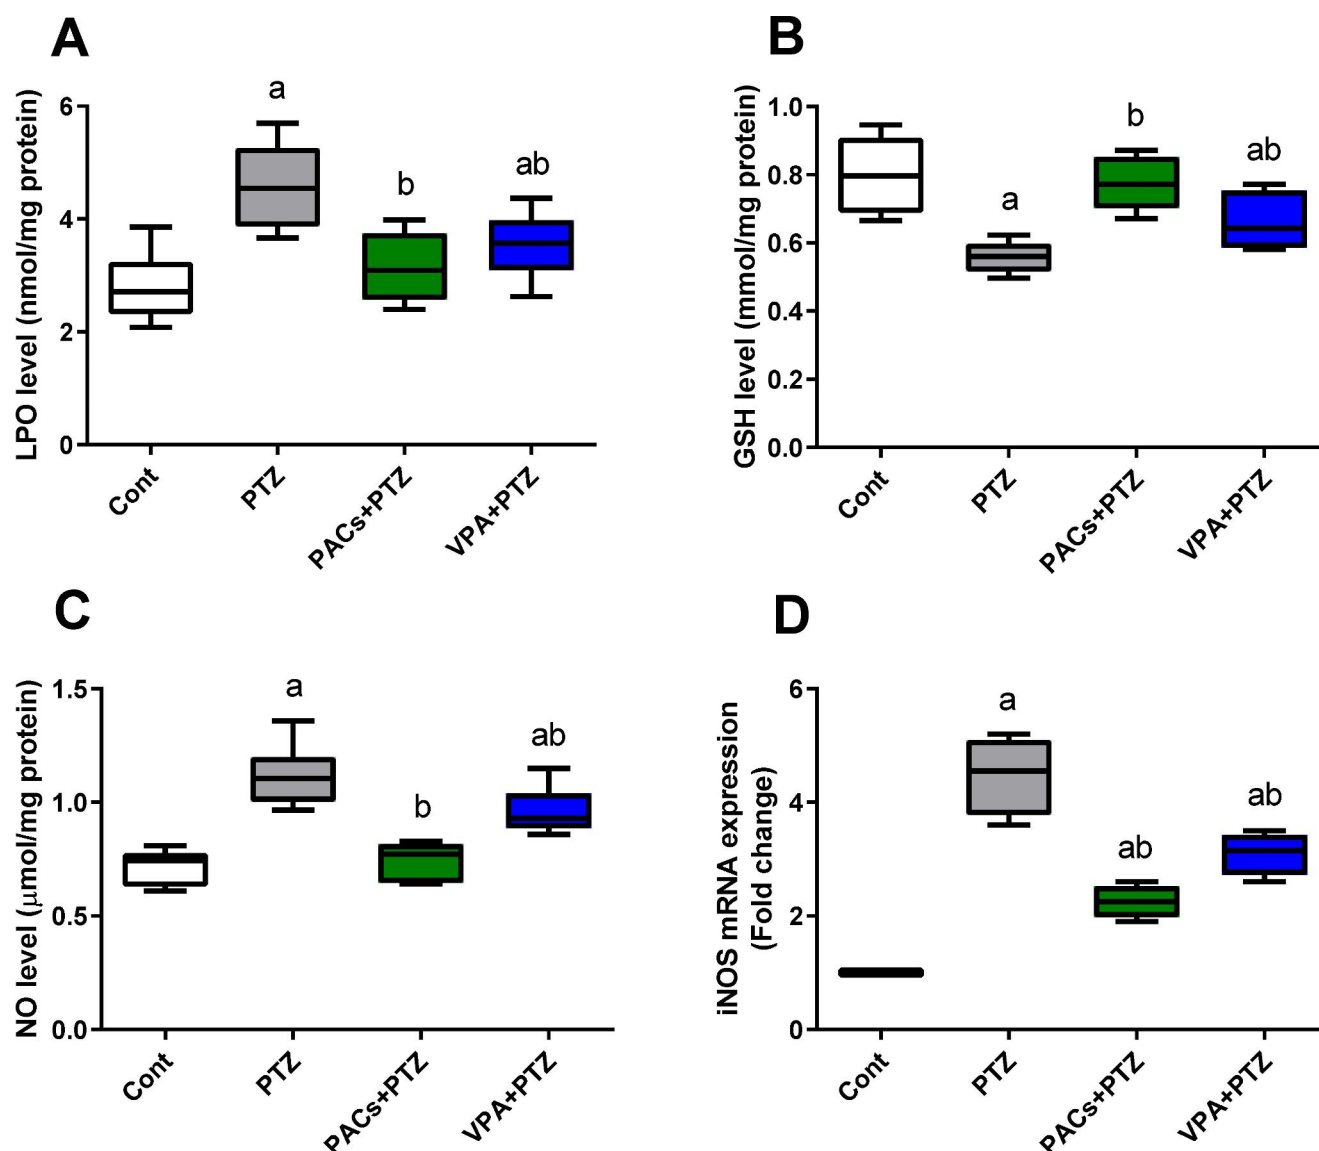 A
LPO level (nmol/mg protein)
6
4
2
0
a
b
ab
Cont
PTZ
PACs+PTZ
VPA+PTZ
B
GSH level (mmol/mg protein)
1.0
0.8
0.6
0.4
0.2
0.0
a
b
ab
Cont
PTZ
PACs+PTZ
VPA+PTZ
C
NO level (μmol/mg protein)
1.5
1.0
0.5
0.0
a
b
ab
Cont
PTZ
PACs+PTZ
VPA+PTZ
D
iNOS mRNA expression
(Fold change)
6
4
2
0
a
ab
ab
Cont
PTZ
PACs+PTZ
VPA+PTZ